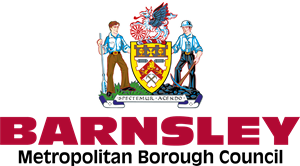 SPECTEMUR · AGENDO
BARNSLEY
Metropolitan Borough Council